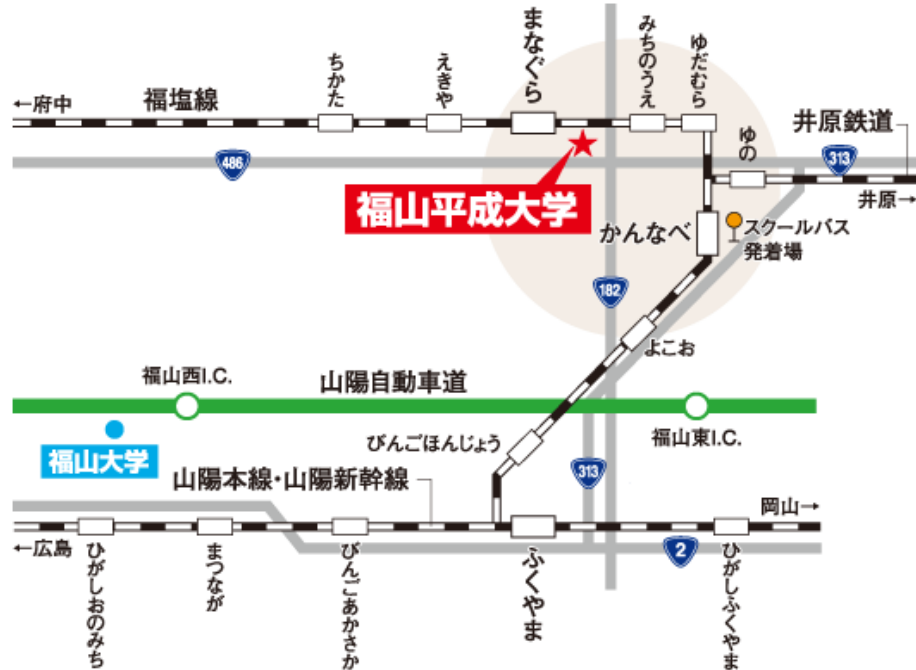 まなぐら
みちのうえ
ゆだむら
ちかた
えきや
←府中
福塩線
井原鉄道
486
ゆの
313
井原→
福山平成大学
かんなべ
スクールバス
発着場
182
よこお
福山西I.C.
山陽自動車道
福山大学
びんごほんじょう
福山東I.C.
山陽本線・山陽新幹線
313
岡山→
←広島
2
ひがしおのみち
まつなが
びんごあかさか
ふくやま
ひがしふくやま